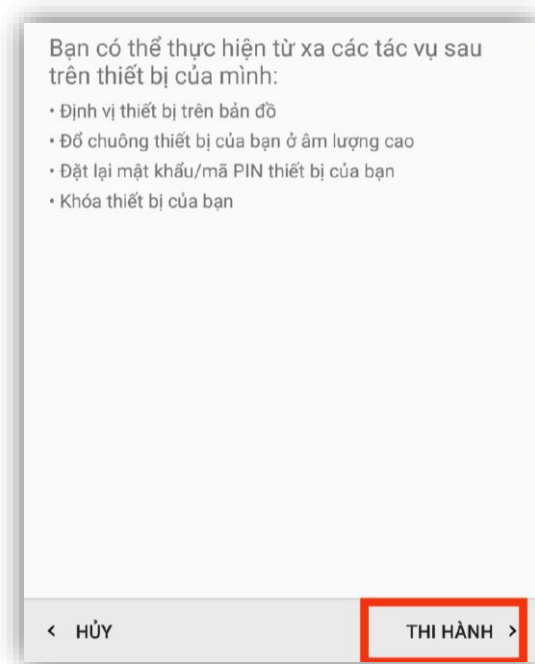 Bạn có thể thực hiện từ xa các tác vụ sau
trên thiết bị của mình:
• Định vị thiết bị trên bản đồ
• Đổ chuông thiết bị của bạn ở âm lượng cao
• Đặt lại mật khẩu/mã PIN thiết bị của bạn
• Khóa thiết bị của bạn
< HỦY THI HÀNH >